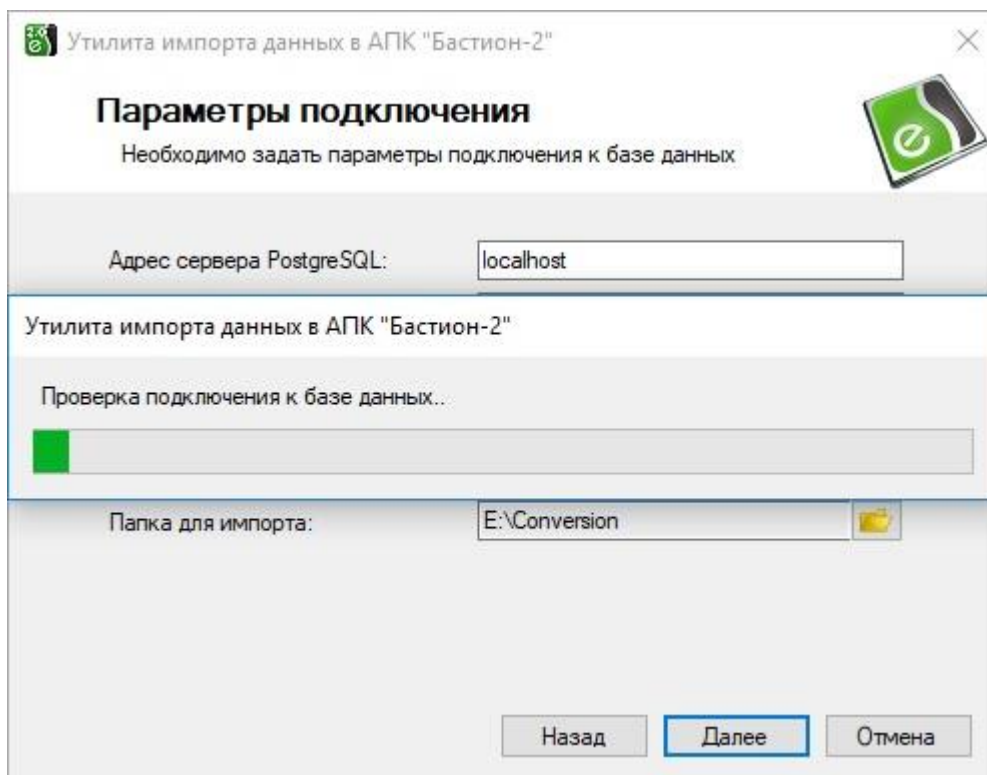 Утилита импорта данных в АПК "Бастион-2"
Параметры подключения
Необходимо задать параметры подключения к базе данных
Адрес сервера PostgreSQL: localhost
Утилита импорта данных в АПК "Бастион-2"
Проверка подключения к базе данных..
Папка для импорта: E:\Conversion
Назад Далее Отмена